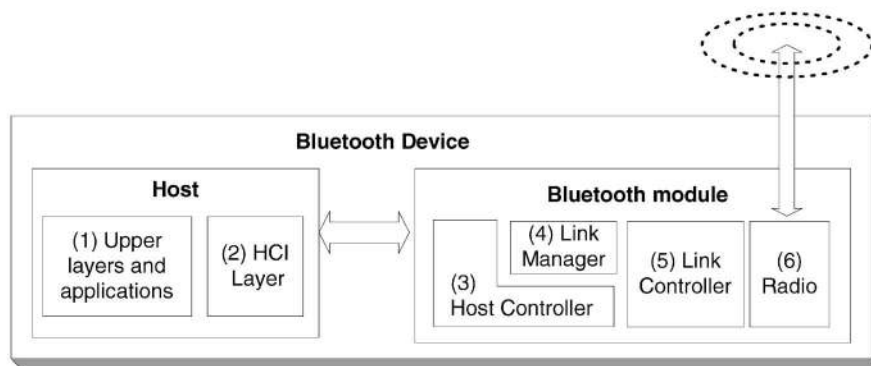 Bluetooth Device
Host
Bluetooth module
(1) Upper
layers and
applications
(2) HCI
Layer
(3)
Host Controller
(4) Link
Manager
(5) Link
Controller
(6)
Radio